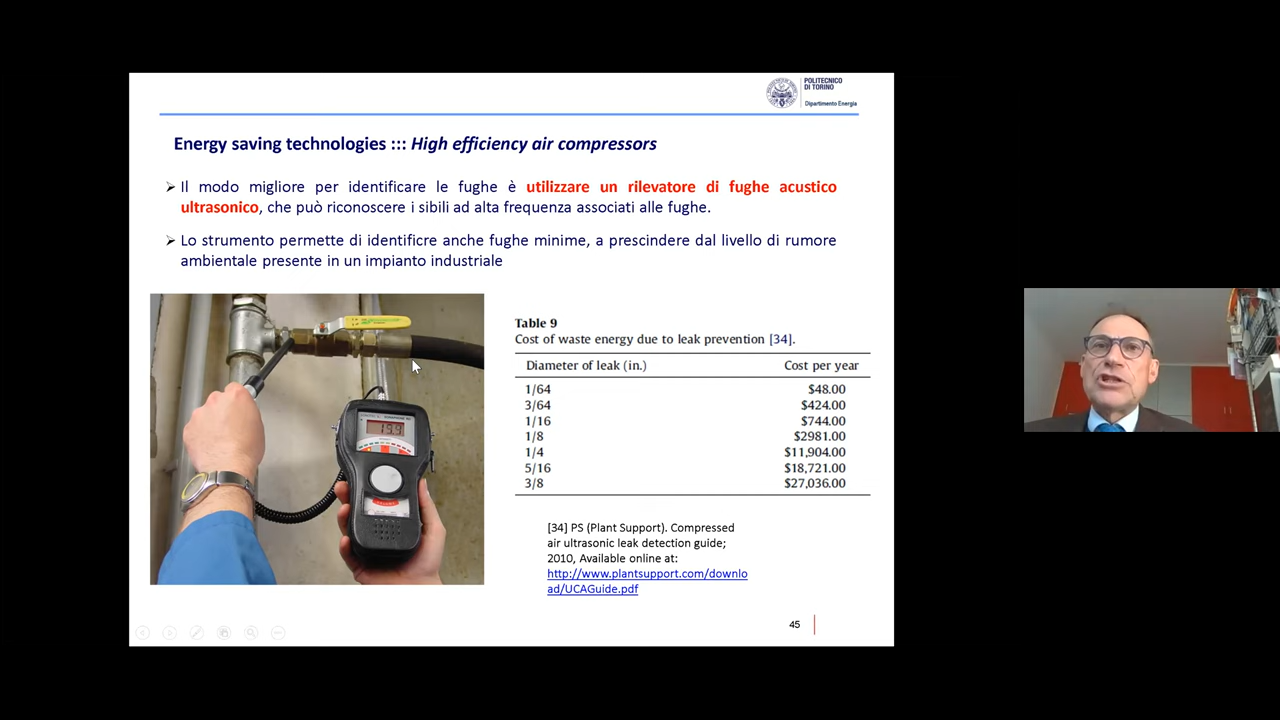 POLITECNICO
DI TORINO
Dipartimento Energia
Energy saving technologies ::: High efficiency air compressors
Il modo migliore per identificare le fughe è utilizzare un rilevatore di fughe acustico
ultrasonico, che può riconoscere i sibili ad alta frequenza associati alle fughe.
Lo strumento permette di identificre anche fughe minime, a prescindere dal livello di rumore
ambientale presente in un impianto industriale
Table 9
Cost of waste energy due to leak prevention [34].
Diameter of leak (in.) Cost per year
1/64 $48.00
3/64 $424.00
1/16 $744.00
1/8 $2981.00
1/4 $11,904.00
5/16 $18,721.00
3/8 $27,036.00
[34] PS (Plant Support). Compressed
air ultrasonic leak detection guide;
2010, Available online at:
http://www.plantsupport.com/downlo
ad/UCAGuide.pdf
45